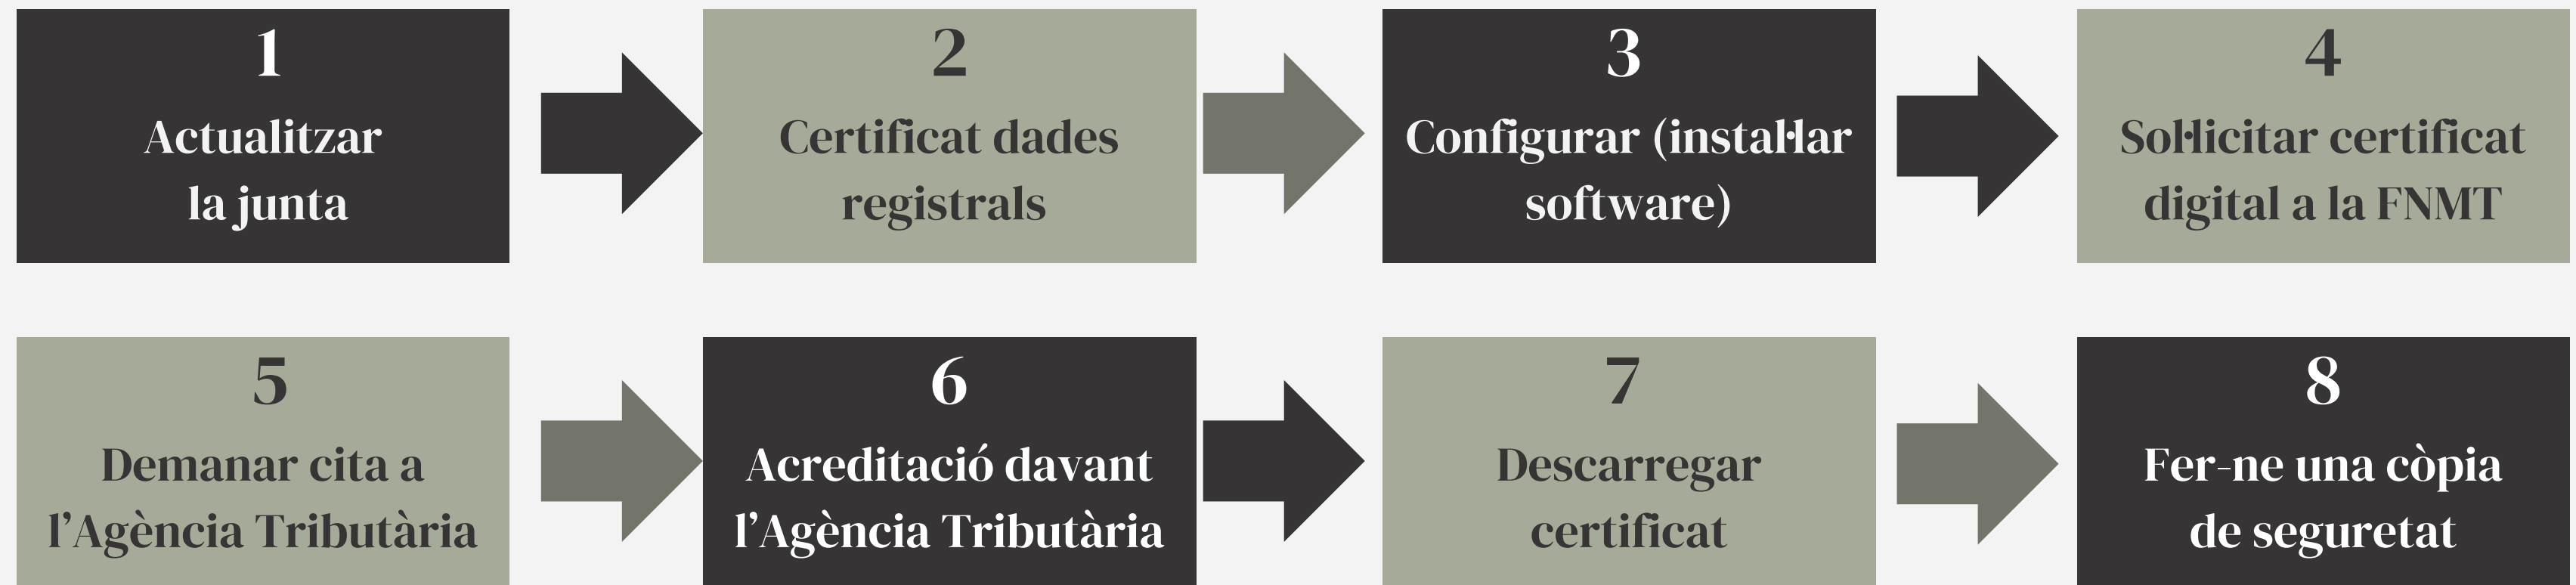 1
Actualitzar
la junta
2
Certificat dades
registrals
3
Configurar (instal·lar
software)
4
Sol·licitar certificat
digital a la FNMT
5
Demanar cita a
l’Agència Tributària
6
Acreditació davant
l’Agència Tributària
7
Descarregar
certificat
8
Fer-ne una còpia
de seguretat